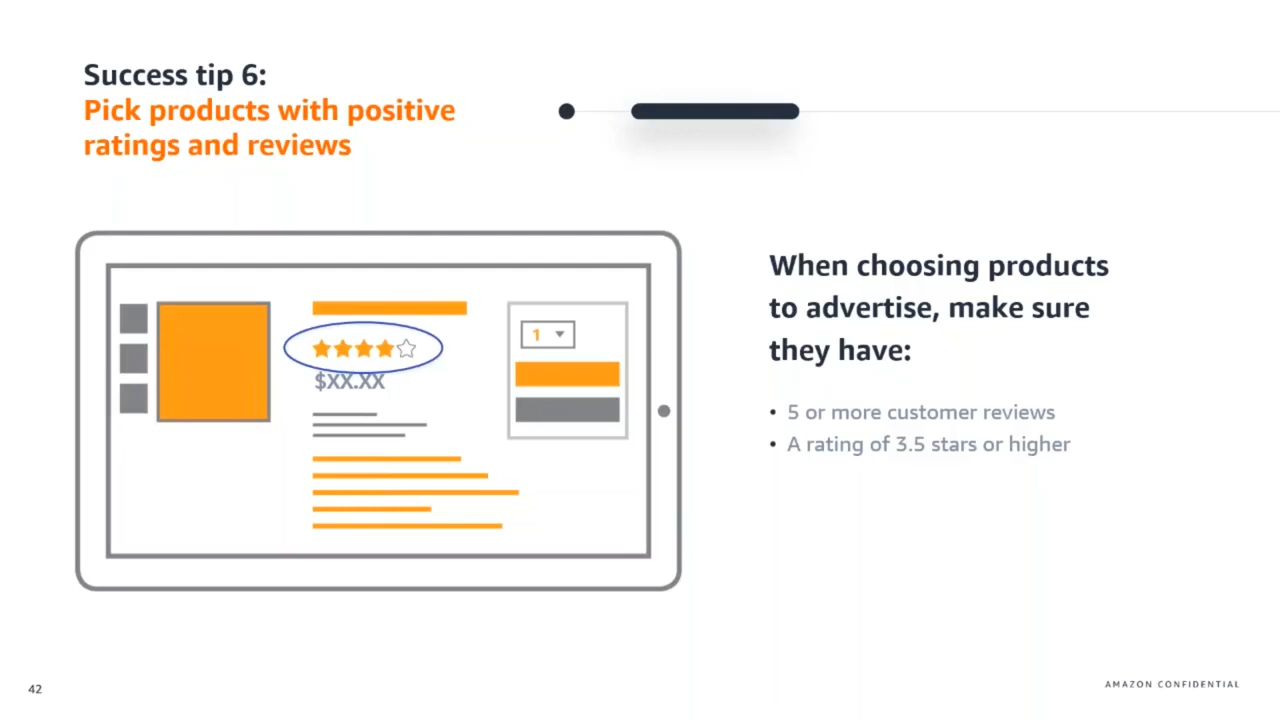 Success tip 6:
Pick products with positive
ratings and reviews
1
$XX.XX
When choosing products
to advertise, make sure
they have:
• 5 or more customer reviews
• A rating of 3.5 stars or higher
42
AMAZON CONFIDENTIAL